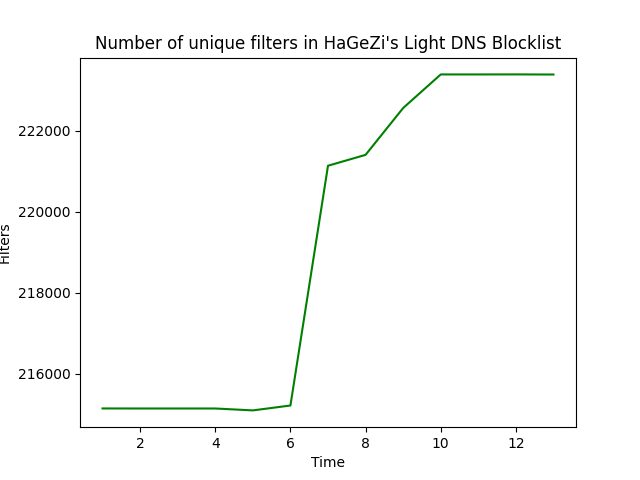 Number of unique filters in HaGeZi's Light DNS Blocklist
222000
220000
218000
216000
Filters
2 4 6 8 10 12
Time